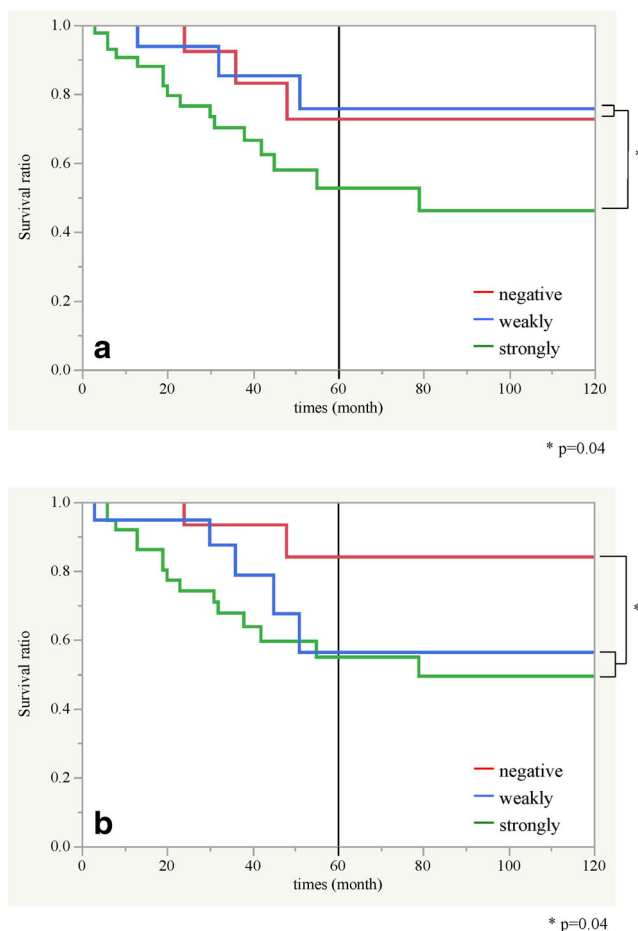 1.0
0.8
0.6
0.4
0.2
0.0
Survival ratio
a
negative
weakly
strongly
*
0 20 40 60 80 100 120
times (month)
* p=0.04
1.0
0.8
0.6
0.4
0.2
0.0
Survival ratio
b
negative
weakly
strongly
*
0 20 40 60 80 100 120
times (month)
* p=0.04